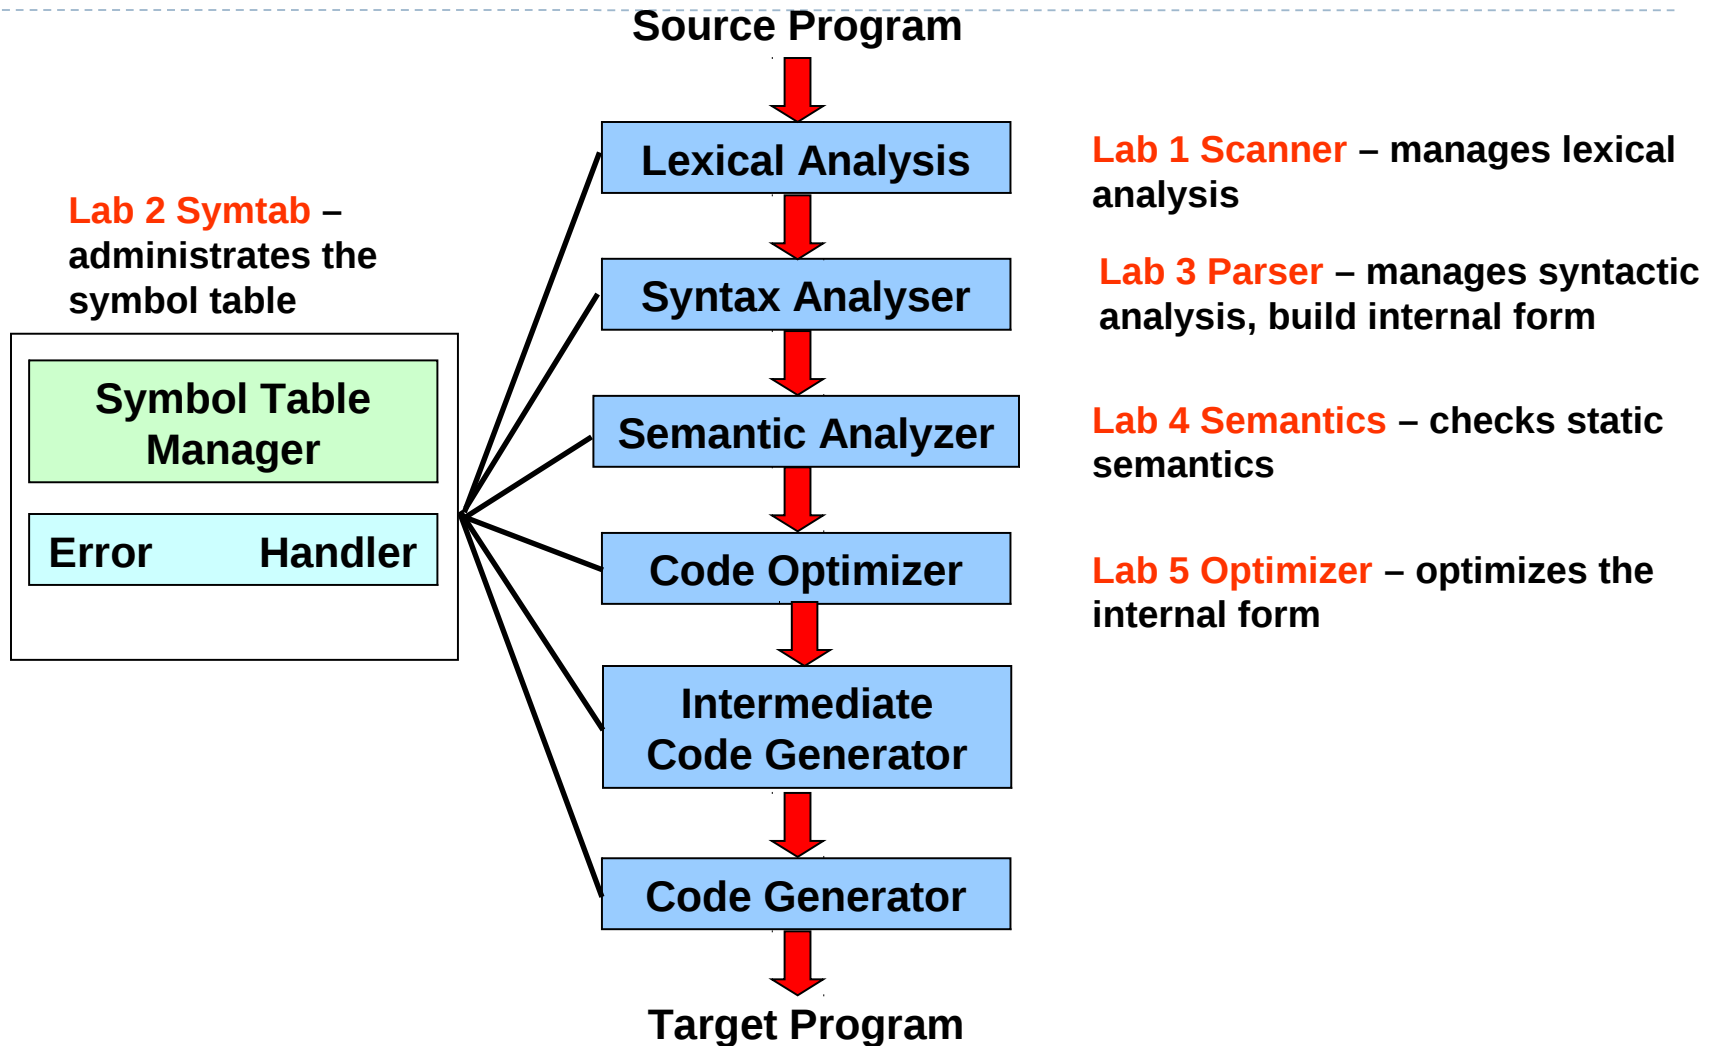 Source Program
Lexical Analysis
Lab 1 Scanner – manages lexical
analysis
Lab 2 Symtab –
administrates the
symbol table
Syntax Analyser
Lab 3 Parser – manages syntactic
analysis, build internal form
Symbol Table
Manager
Semantic Analyzer
Lab 4 Semantics – checks static
semantics
Error Handler
Code Optimizer
Lab 5 Optimizer – optimizes the
internal form
Intermediate
Code Generator
Code Generator
Target Program